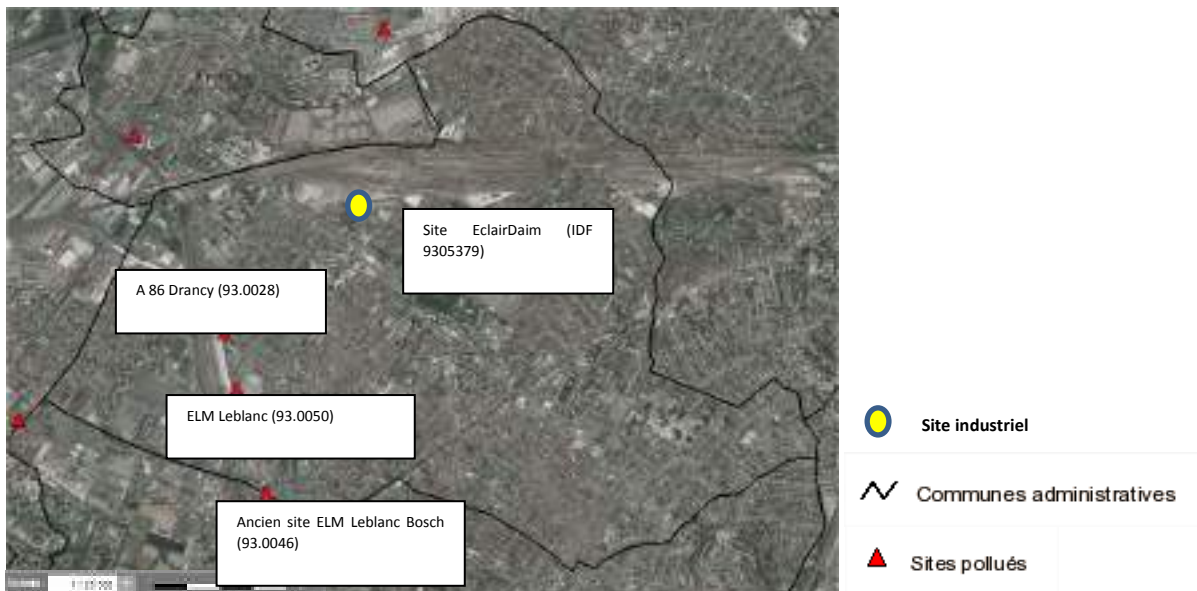 Site EclairDaim (IDF
9305379)
A 86 Drancy (93.0028)
ELM Leblanc (93.0050)
Ancien site ELM Leblanc Bosch
(93.0046)
Site industriel
Communes administratives
Sites pollués